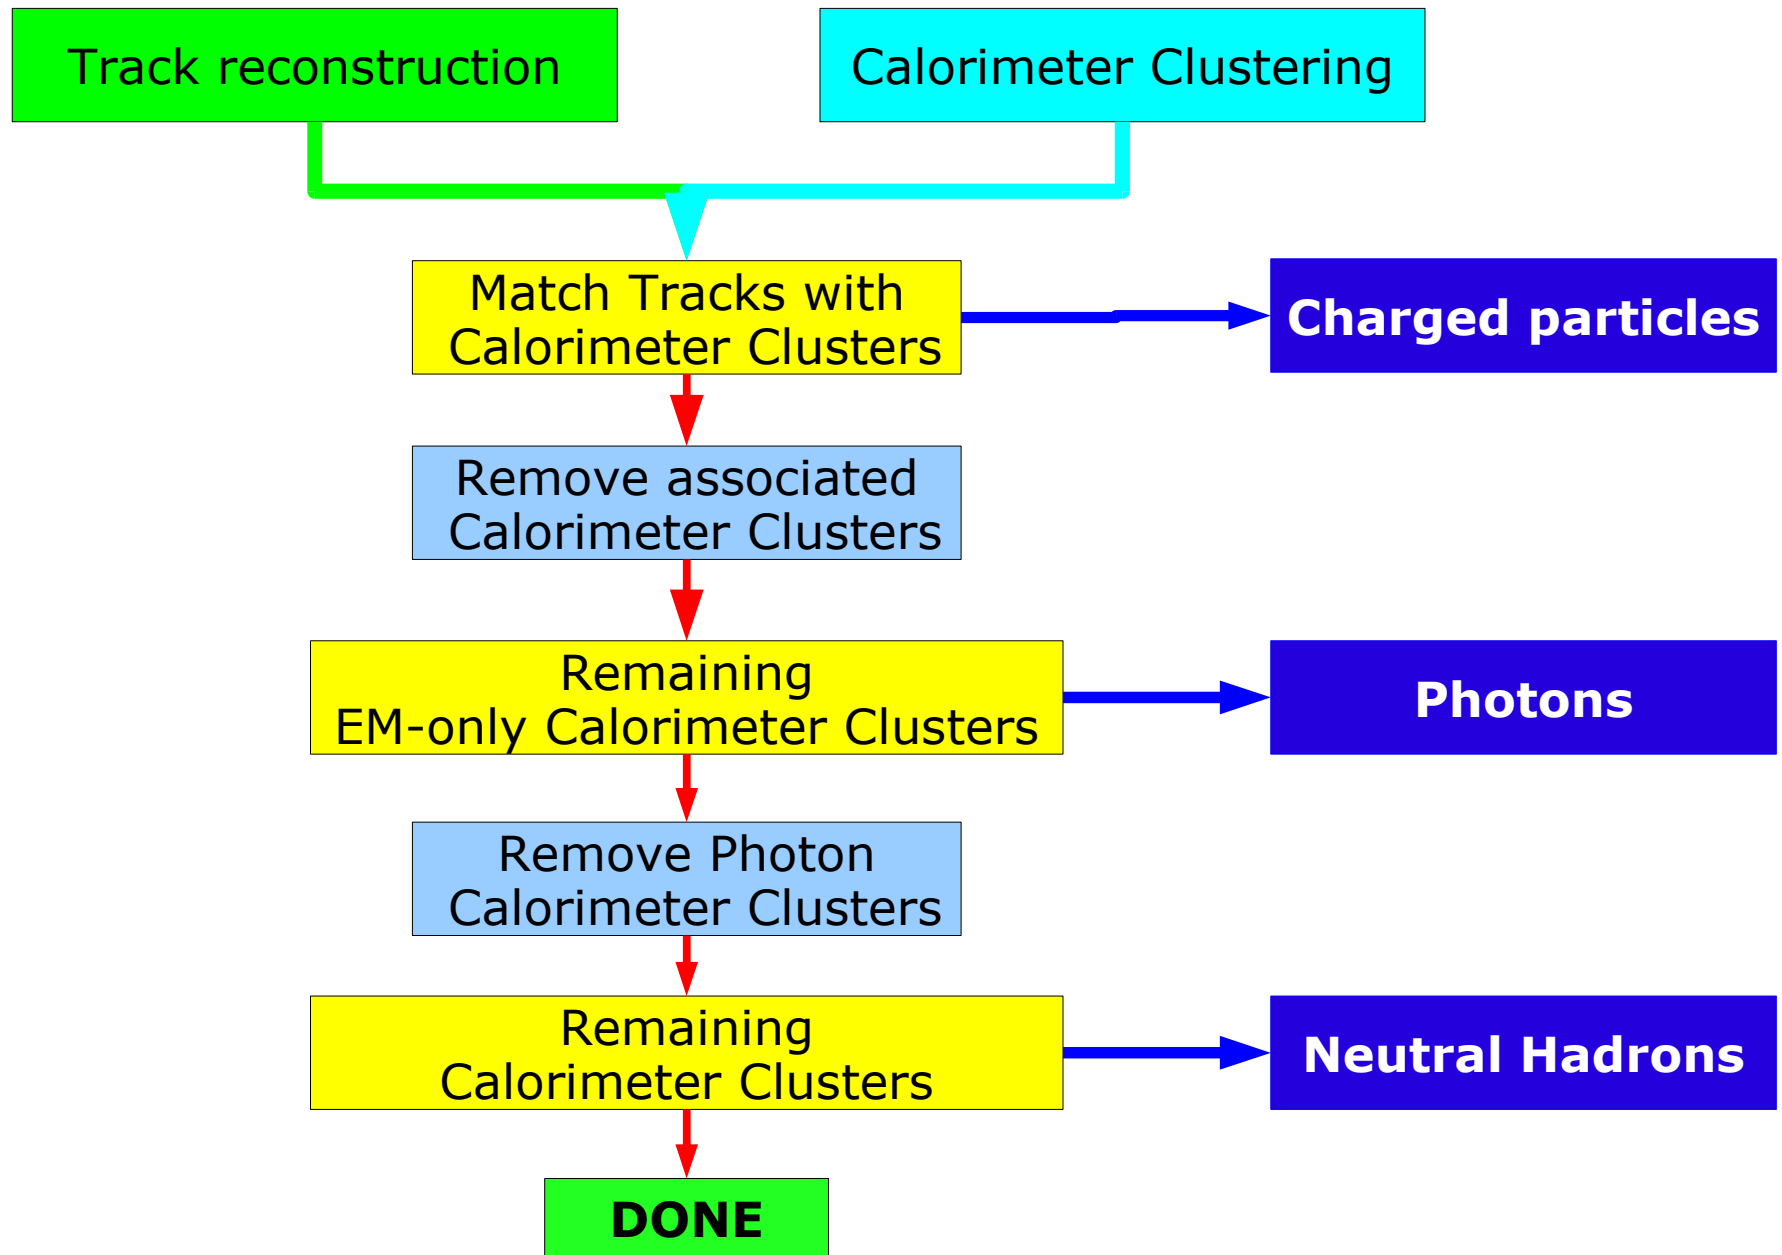 Track reconstruction
Calorimeter Clustering
Match Tracks with
Calorimeter Clusters
Charged particles
Remove associated
Calorimeter Clusters
Remaining
EM-only Calorimeter Clusters
Photons
Remove Photon
Calorimeter Clusters
Remaining
Calorimeter Clusters
Neutral Hadrons
DONE